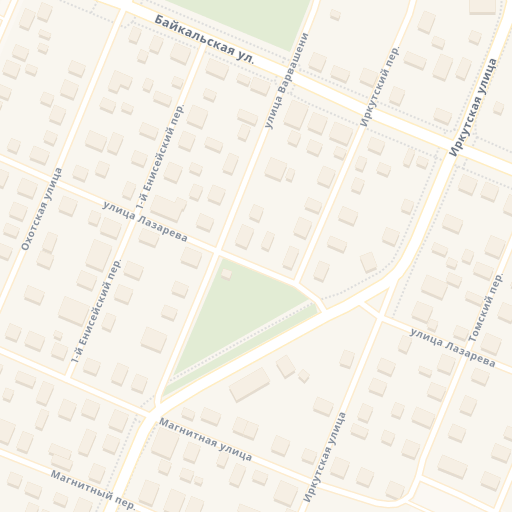 Байкальская ул.
улица Варвашени
Иркутский пер.
Иркутская улица
1-й Енисейский пер.
Охотская улица
улица Лазарева
1-й Енисейский пер.
Томский пер.
улица Лазарева
Магнитная улица
Иркутская улица
Магнитный пер.